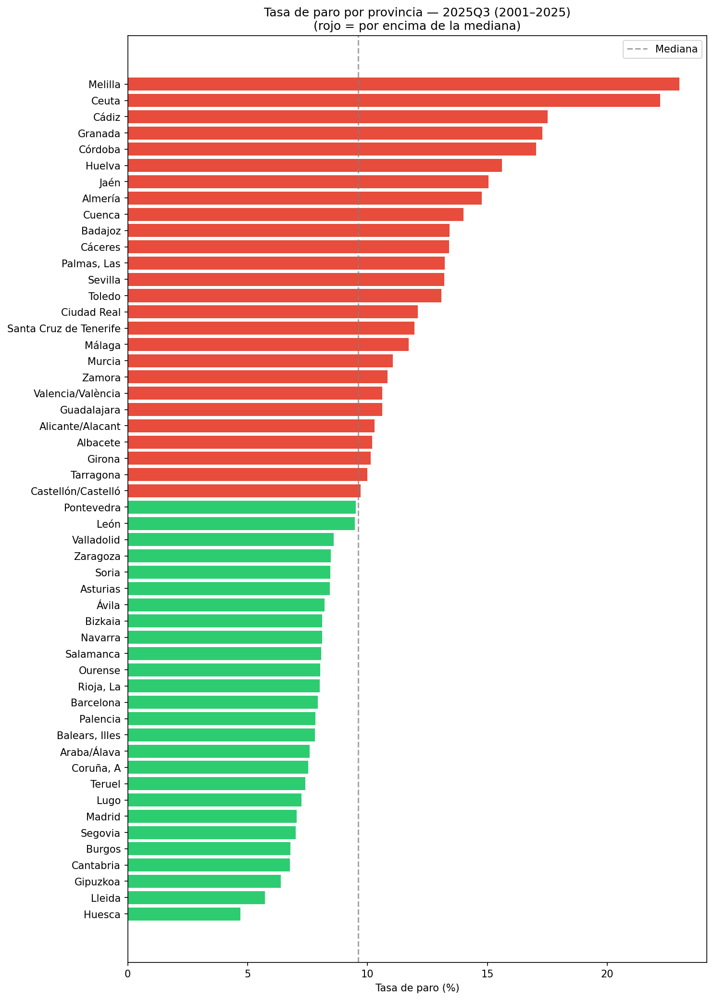 Tasa de paro por provincia — 2025Q3 (2001–2025)
(rojo = por encima de la mediana)
Mediana
Melilla
Ceuta
Cádiz
Granada
Córdoba
Huelva
Jaén
Almería
Cuenca
Badajoz
Cáceres
Palmas, Las
Sevilla
Toledo
Ciudad Real
Santa Cruz de Tenerife
Málaga
Murcia
Zamora
Valencia/València
Guadalajara
Alicante/Alacant
Albacete
Girona
Tarragona
Castellón/Castelló
Pontevedra
León
Valladolid
Zaragoza
Soria
Asturias
Ávila
Bizkaia
Navarra
Salamanca
Ourense
Rioja, La
Barcelona
Palencia
Balears, Illes
Araba/Álava
Coruña, A
Teruel
Lugo
Madrid
Segovia
Burgos
Cantabria
Gipuzkoa
Lleida
Huesca
0 5 10 15 20
Tasa de paro (%)